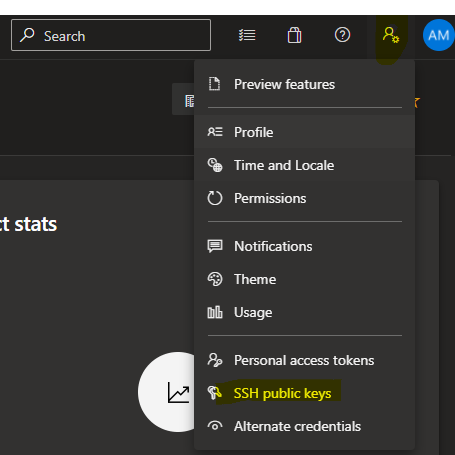 Search
AM
Preview features
Profile
Time and Locale
Permissions
ct stats
Notifications
Theme
Usage
Personal access tokens
SSH public keys
Alternate credentials